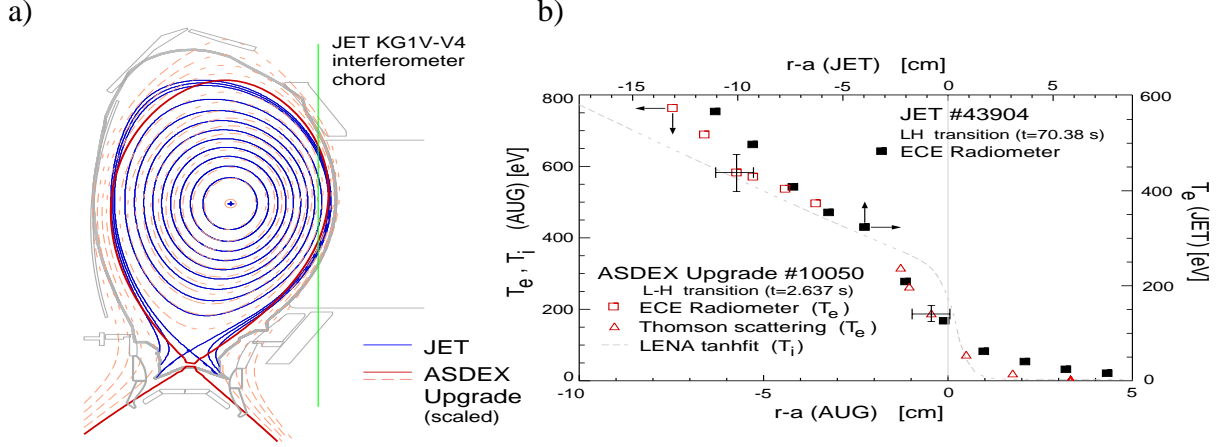 a)
JET KG1V-V4
interferometer
chord
JET
ASDEX
Upgrade
(scaled)
b)
r-a (JET) [cm]
-15 -10 -5 0 5
800
600
400
200
0
T_e , T_i (AUG) [eV]
600
400
200
0
T_e (JET) [eV]
JET #43904
LH transition (t=70.38 s)
ECE Radiometer
ASDEX Upgrade #10050
L-H transition (t=2.637 s)
ECE Radiometer (T_e)
Thomson scattering (T_e)
LENA tanhfit (T_i)
-10 -5 0 5
r-a (AUG) [cm]